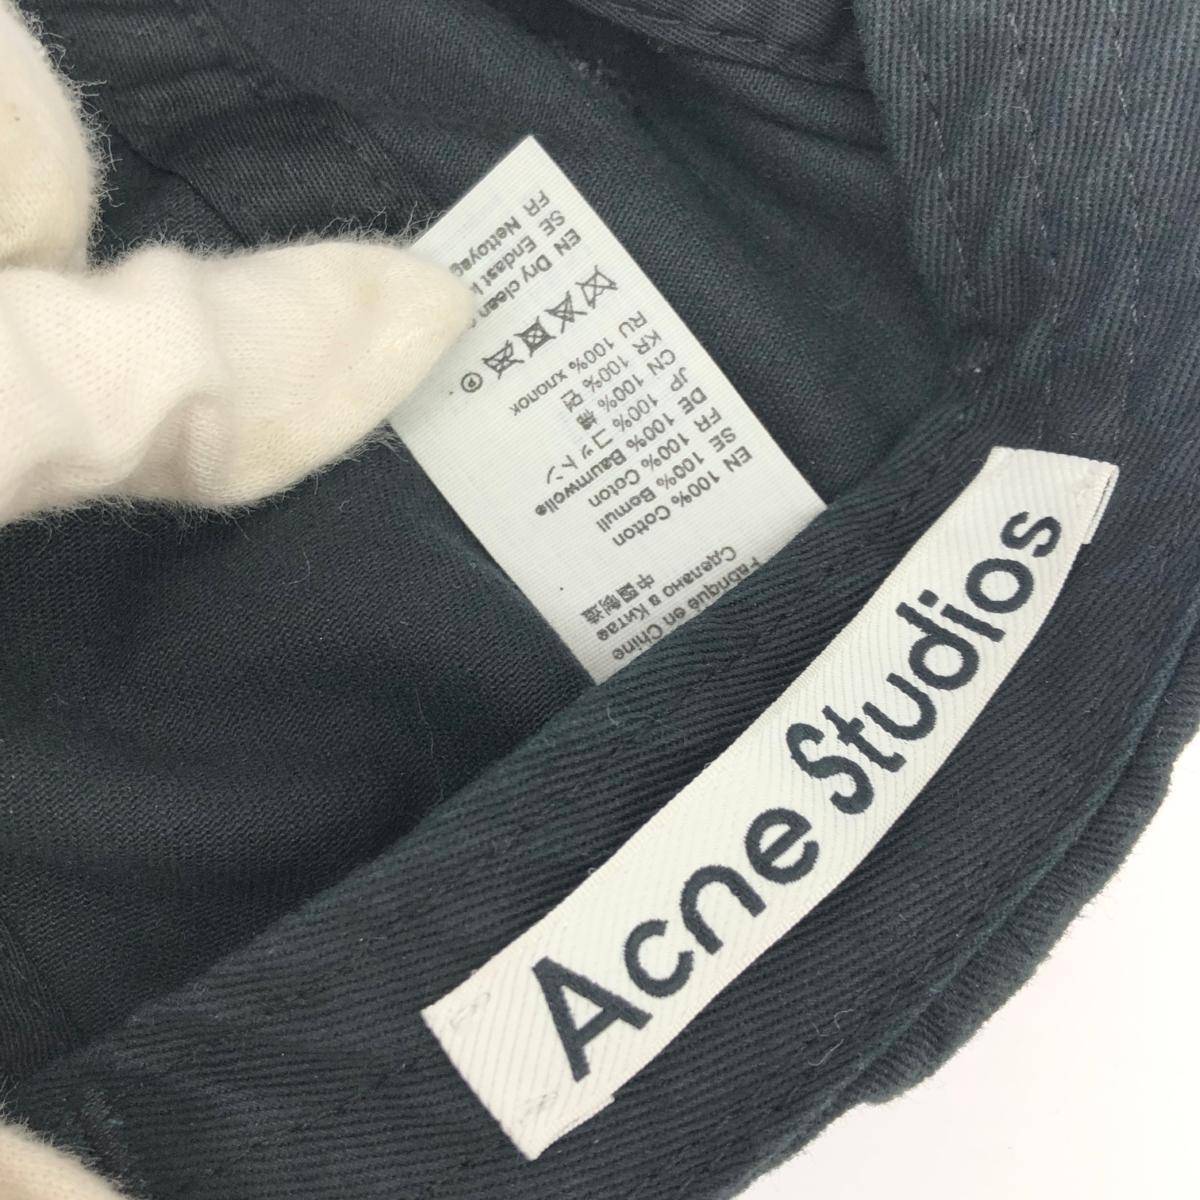 Acne Studios
Fabriqué en Chine
Сделано в Китае
中國製造
EN 100% Cotton
SE 100% Bomull
FR 100% Coton
DE 100% Baumwolle
JP 100% コットン
CN 100% 棉
KR 100% 면
RU 100% хлопок
P
EN Dry clean
SE Endast
FR Nettoyag